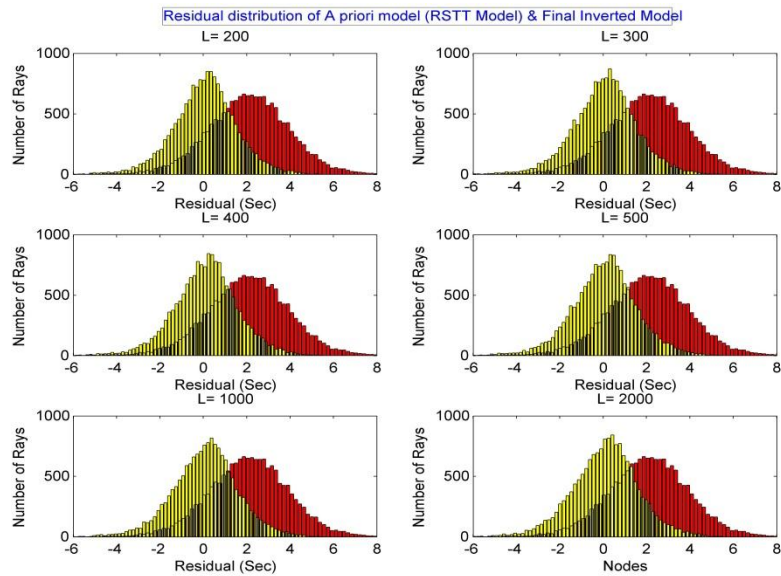 Residual distribution of A priori model (RSTT Model) & Final Inverted Model
L= 200
Number of Rays
1000
500
0
-6 -4 -2 0 2 4 6 8
Residual (Sec)
L= 300
Number of Rays
1000
500
0
-6 -4 -2 0 2 4 6 8
Residual (Sec)
L= 400
Number of Rays
1000
500
0
-6 -4 -2 0 2 4 6 8
Residual (Sec)
L= 500
Number of Rays
1000
500
0
-6 -4 -2 0 2 4 6 8
Residual (Sec)
L= 1000
Number of Rays
1000
500
0
-6 -4 -2 0 2 4 6 8
Residual (Sec)
L= 2000
Number of Rays
1000
500
0
-6 -4 -2 0 2 4 6 8
Nodes